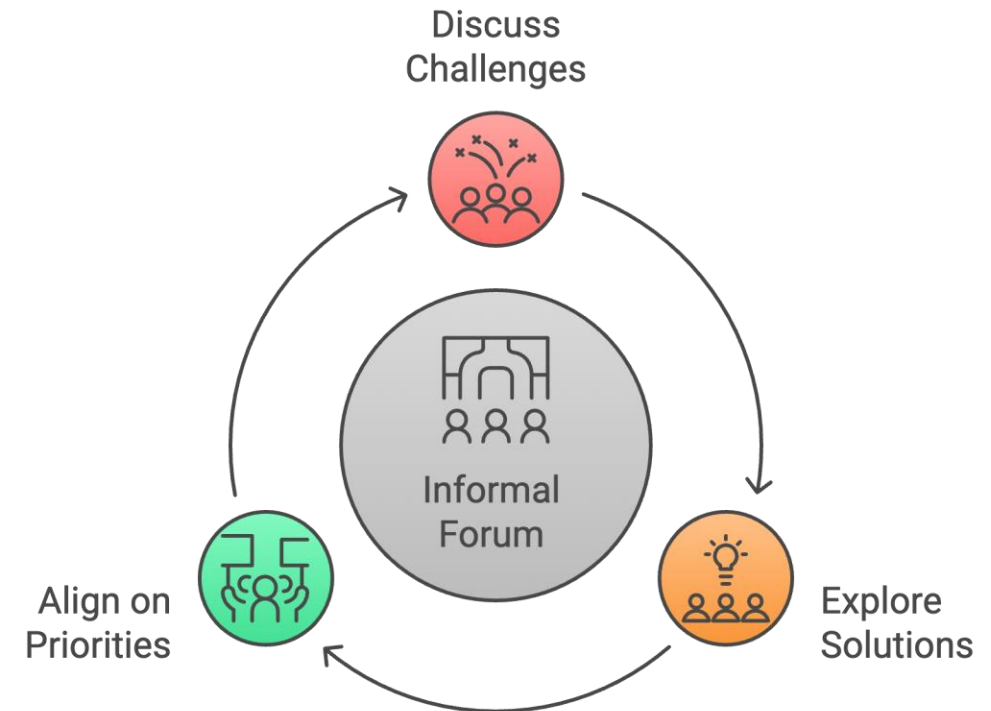 Discuss
Challenges
Informal
Forum
Align on
Priorities
Explore
Solutions